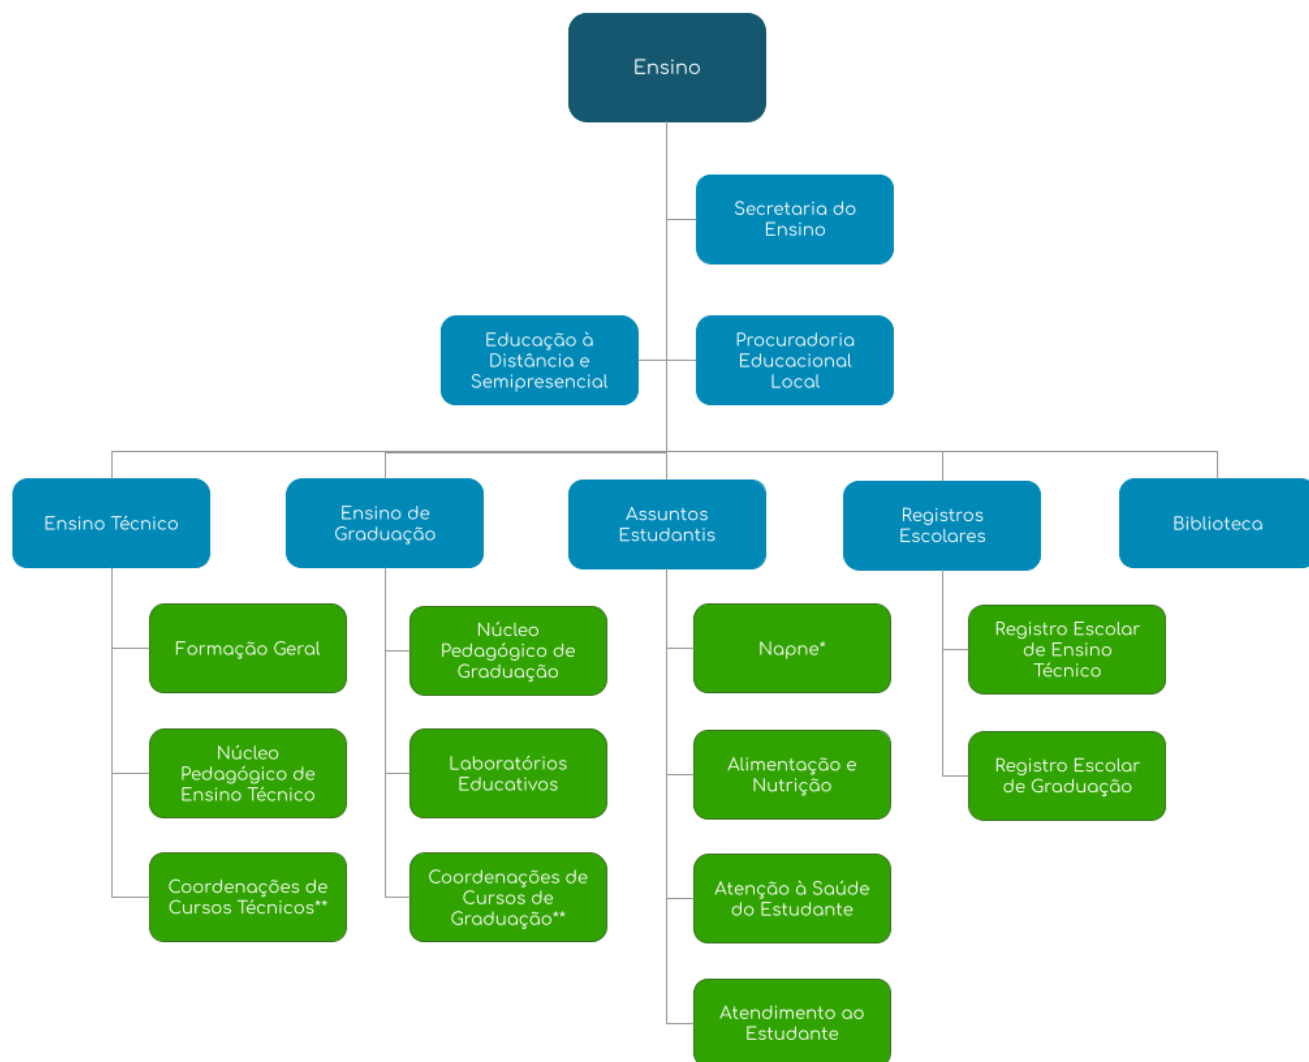 Ensino
Secretaria do
Ensino
Educação à
Distância e
Semipresencial
Procuradoria
Educacional
Local
Ensino Técnico
Ensino de
Graduação
Assuntos
Estudantis
Registros
Escolares
Biblioteca
Formação Geral
Núcleo
Pedagógico de
Ensino Técnico
Coordenações de
Cursos Técnicos**
Núcleo
Pedagógico de
Graduação
Laboratórios
Educativos
Coordenações de
Cursos de
Graduação**
Napne*
Alimentação e
Nutrição
Atenção à Saúde
do Estudante
Atendimento ao
Estudante
Registro Escolar
de Ensino
Técnico
Registro Escolar
de Graduação